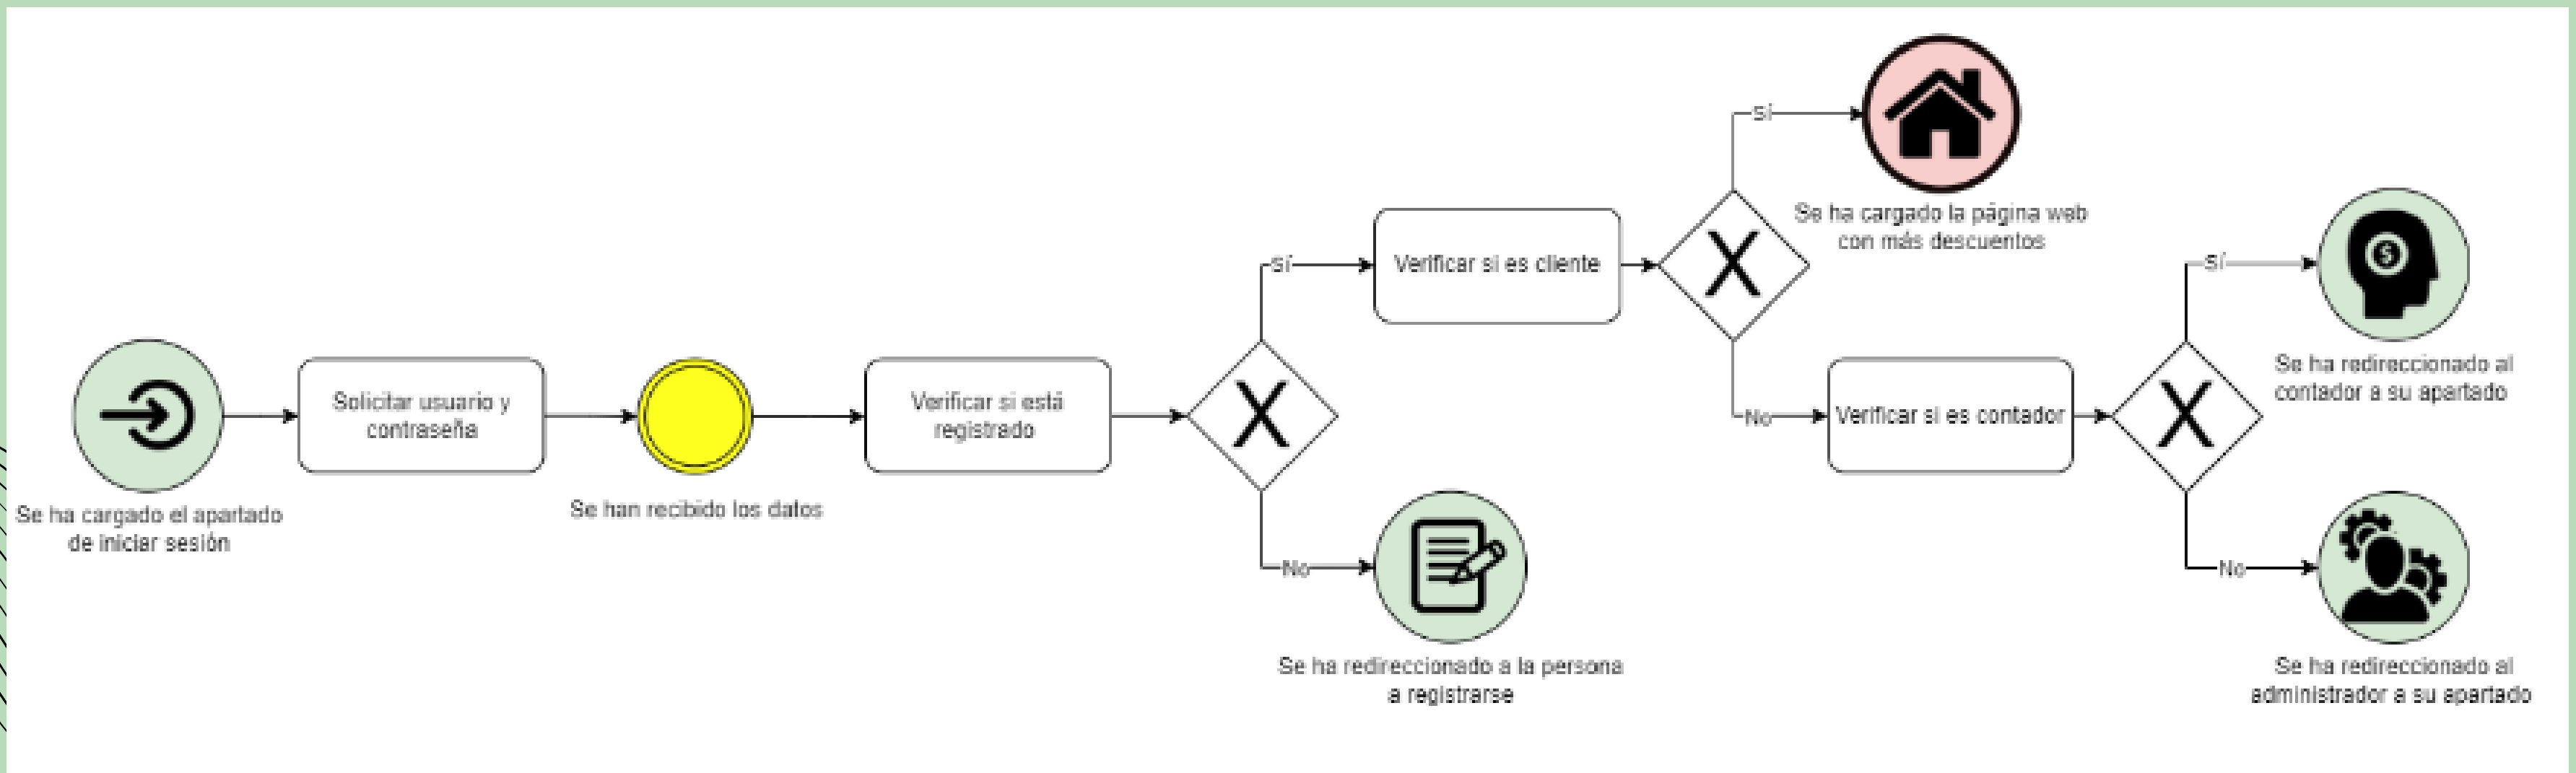 Se ha cargado el apartado
de iniciar sesión
Solicitar usuario y
contraseña
Se han recibido los datos
Verificar si está
registrado
X
Sí
No
Se ha redireccionado a la persona
a registrarse
Verificar si es cliente
X
Sí
Se ha cargado la página web
con más descuentos
No
Verificar si es contador
X
Sí
$
Se ha redireccionado al
contador a su apartado
No
Se ha redireccionado al
administrador a su apartado